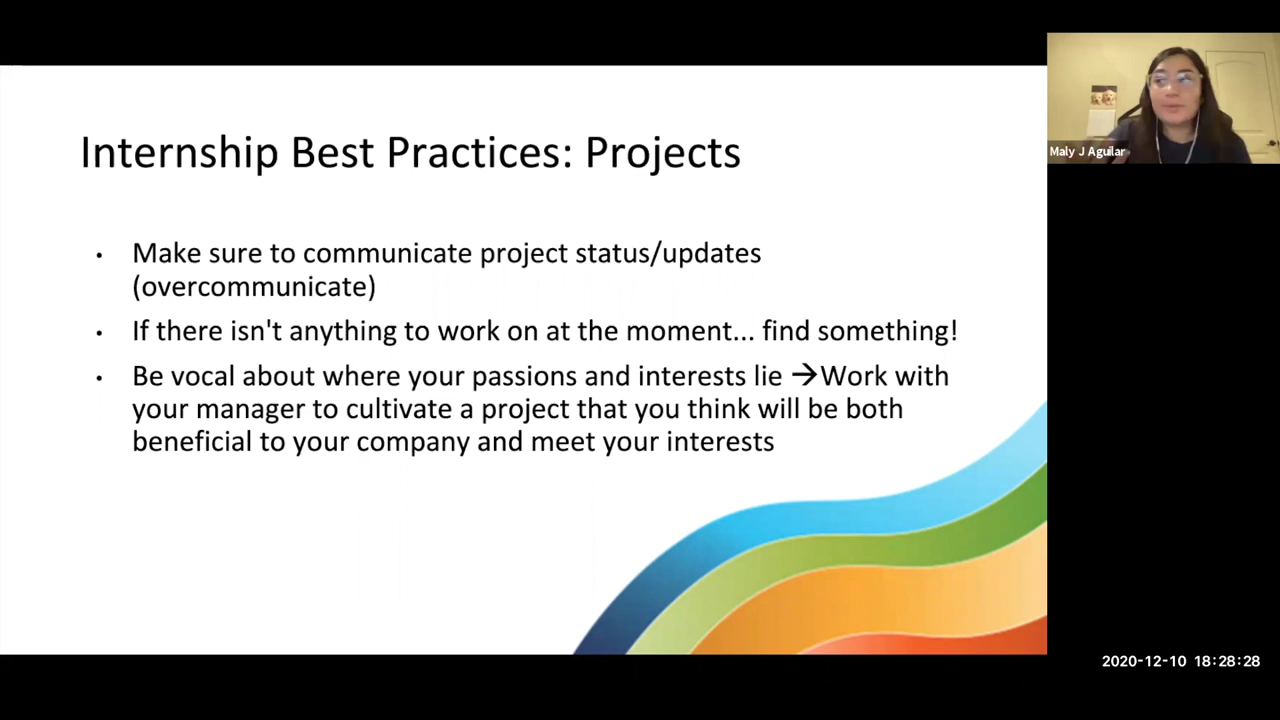 Internship Best Practices: Projects
• Make sure to communicate project status/updates
(overcommunicate)
• If there isn't anything to work on at the moment... find something!
• Be vocal about where your passions and interests lie →Work with
your manager to cultivate a project that you think will be both
beneficial to your company and meet your interests
Maly J Aguilar
2020-12-10 18:28:28